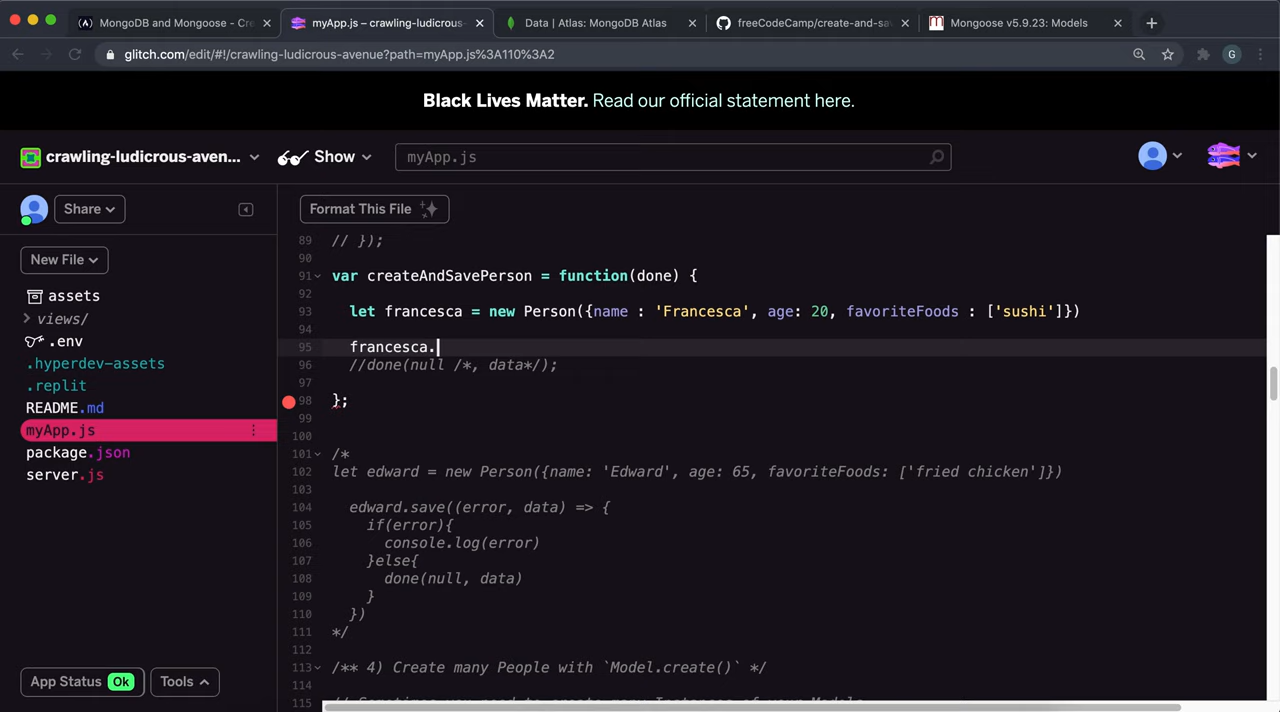 MongoDB and Mongoose - Cre
myApp.js – crawling-ludicrous-
Data | Atlas: MongoDB Atlas
freeCodeCamp/create-and-sav
Mongoose v5.9.23: Models
glitch.com/edit/#!/crawling-ludicrous-avenue?path=myApp.js%3A110%3A2
G
Black Lives Matter. Read our official statement here.
crawling-ludicrous-aven...
Show
myApp.js
Share
Format This File
New File
assets
views/
.env
.hyperdev-assets
.replit
README.md
myApp.js
package.json
server.js
App Status Ok
Tools
89 // });
90
91 var createAndSavePerson = function(done) {
92
93 let francesca = new Person({name : 'Francesca', age: 20, favoriteFoods : ['sushi']})
94
95 francesca.
96 //done(null /*, data*/);
97
98 };
99
100
101 /*
102 let edward = new Person({name: 'Edward', age: 65, favoriteFoods: ['fried chicken']})
103
104 edward.save((error, data) => {
105 if(error){
106 console.log(error)
107 }else{
108 done(null, data)
109 }
110 })
111 */
112
113 /** 4) Create many People with `Model.create()` */
114
115